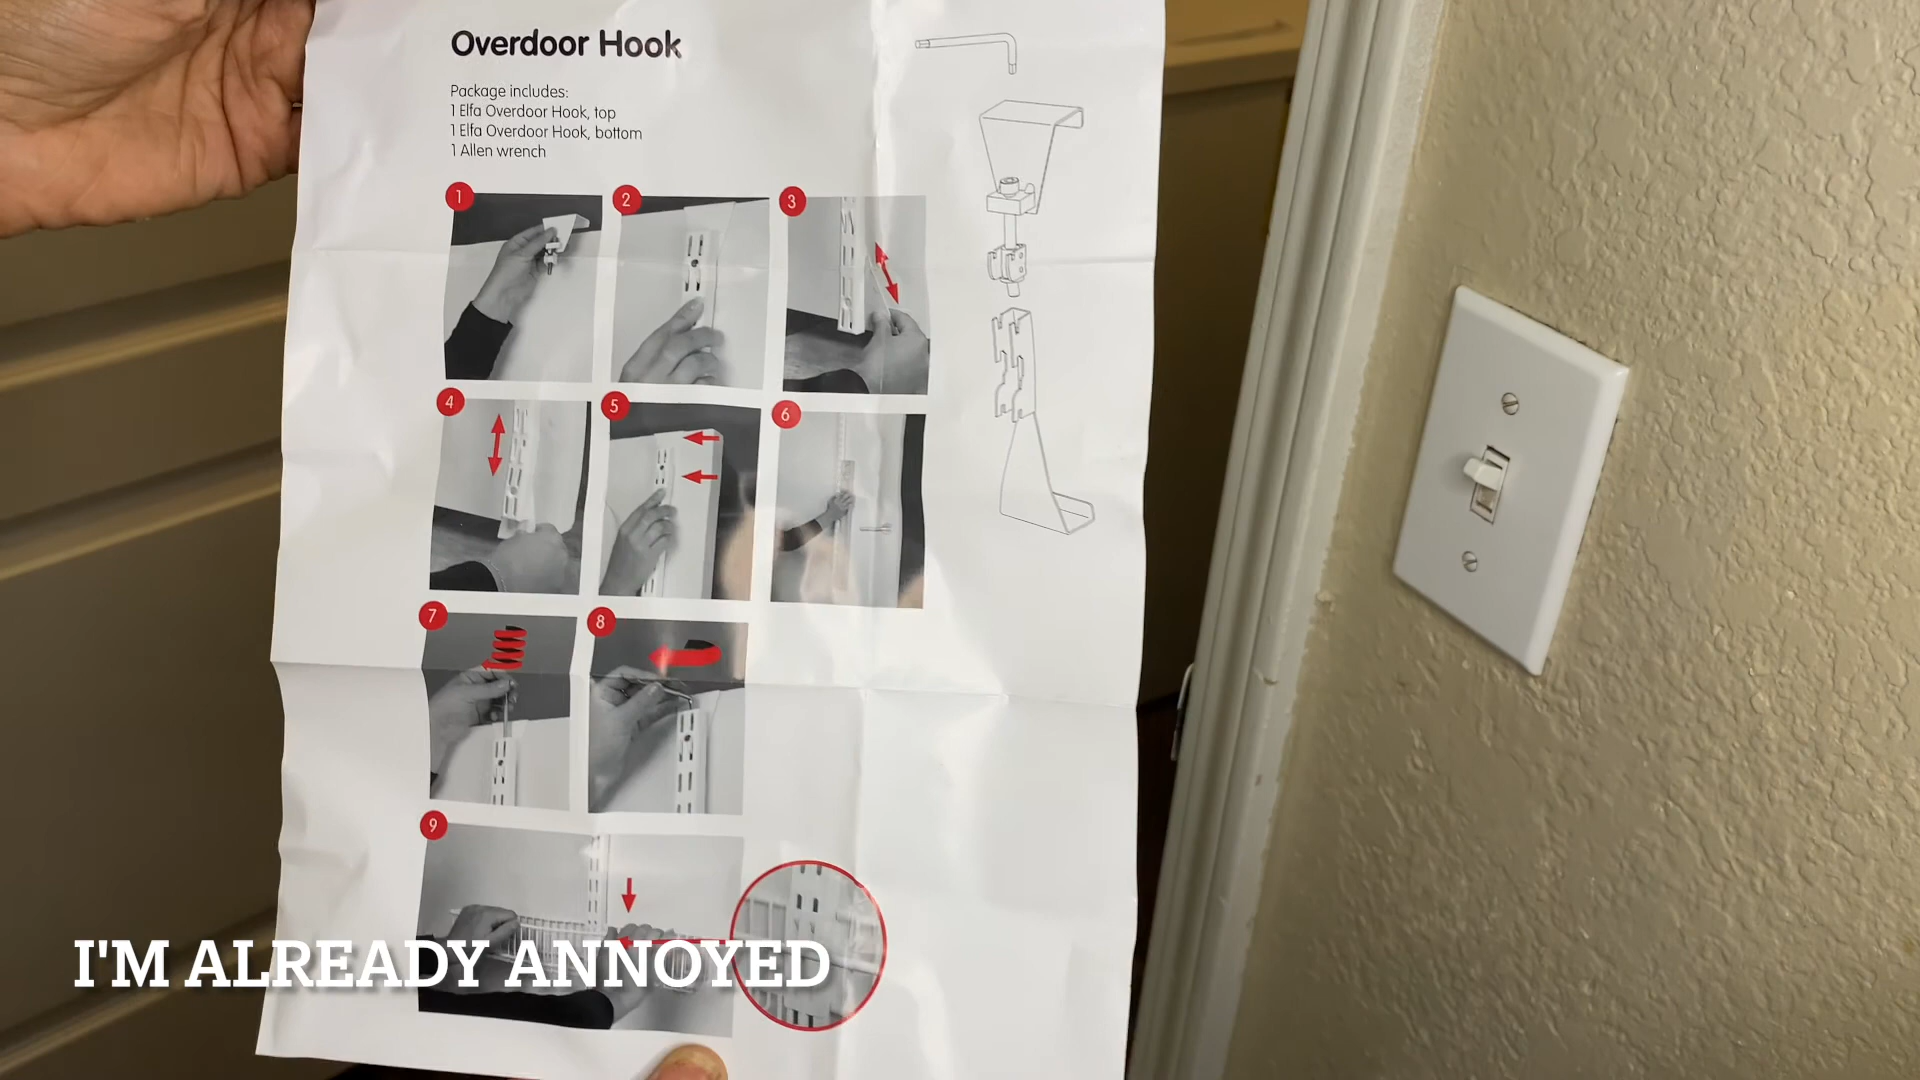 Overdoor Hook
Package includes:
1 Elfa Overdoor Hook, top
1 Elfa Overdoor Hook, bottom
1 Allen wrench
1
2
3
4
5
6
7
8
9
I'M ALREADY ANNOYED